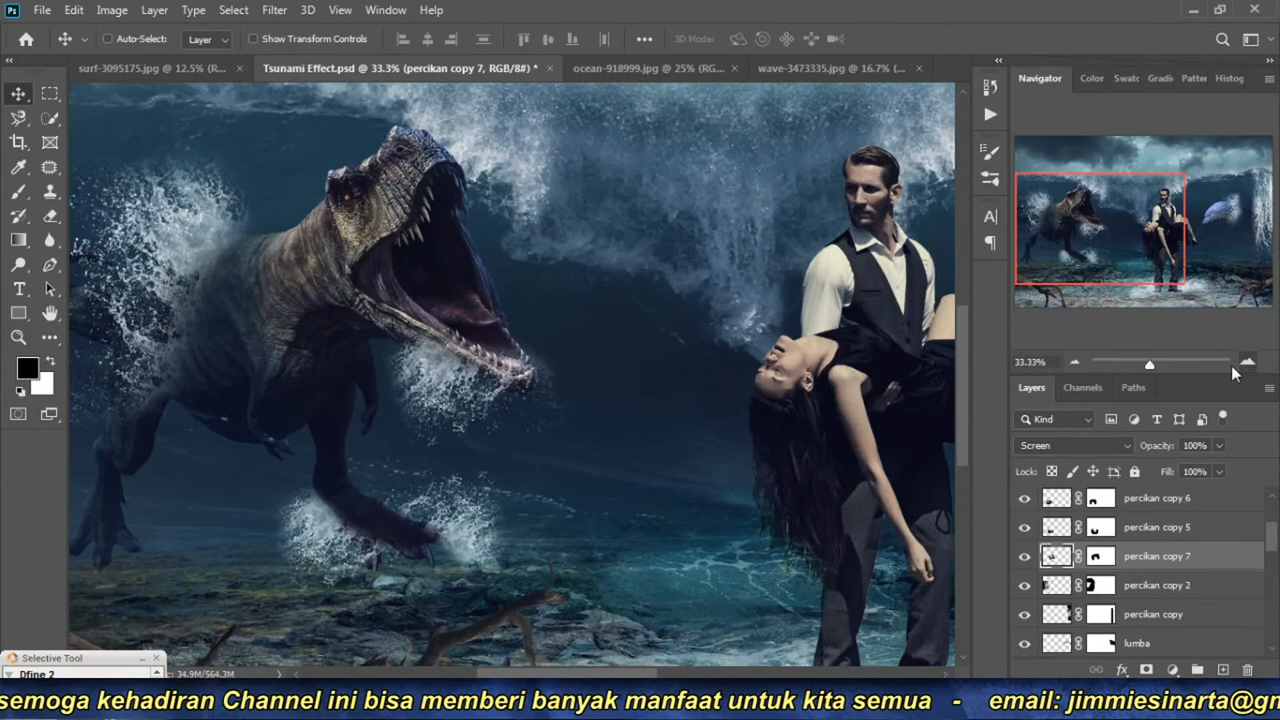 Ps File Edit Image Layer Type Select Filter 3D View Window Help
Auto-Select: Layer Show Transform Controls 3D Mode:
surf-3095175.jpg @ 12.5% (R... × Tsunami Effect.psd @ 33.3% (percikan copy 7, RGB/8#) * × ocean-918999.jpg @ 25% (RG... × wave-3473335.jpg @ 16.7% (... ×
Navigator Color Swatc Gradi Patter Histog
33.33%
Layers Channels Paths
Kind
Screen Opacity: 100%
Lock: Fill: 100%
percikan copy 6
percikan copy 5
percikan copy 7
percikan copy 2
percikan copy
lumba
Selective Tool
Dfine 2
: 34.9M/564.3M
semoga kehadiran Channel ini bisa memberi banyak manfaat untuk kita semua - email: jimmiesinarta@gm